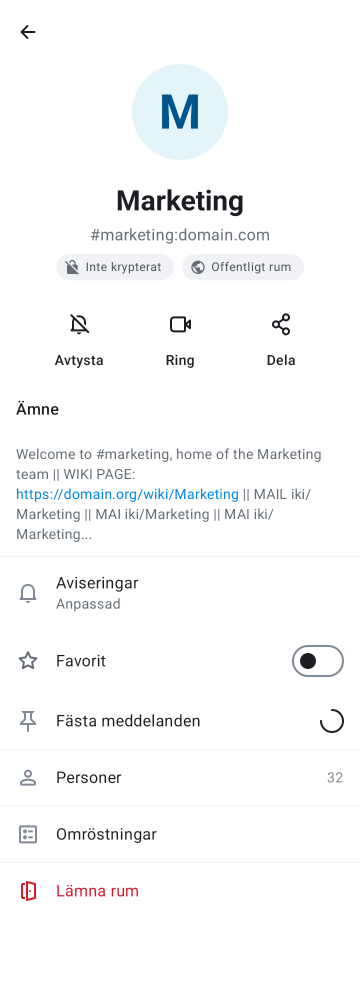 M
Marketing
#marketing:domain.com
Inte krypterat
Offentligt rum
Avtysta
Ring
Dela
Ämne
Welcome to #marketing, home of the Marketing
team || WIKI PAGE:
https://domain.org/wiki/Marketing || MAIL iki/
Marketing || MAI iki/Marketing || MAI iki/
Marketing...
Aviseringar
Anpassad
Favorit
Fästa meddelanden
Personer
32
Omröstningar
Lämna rum